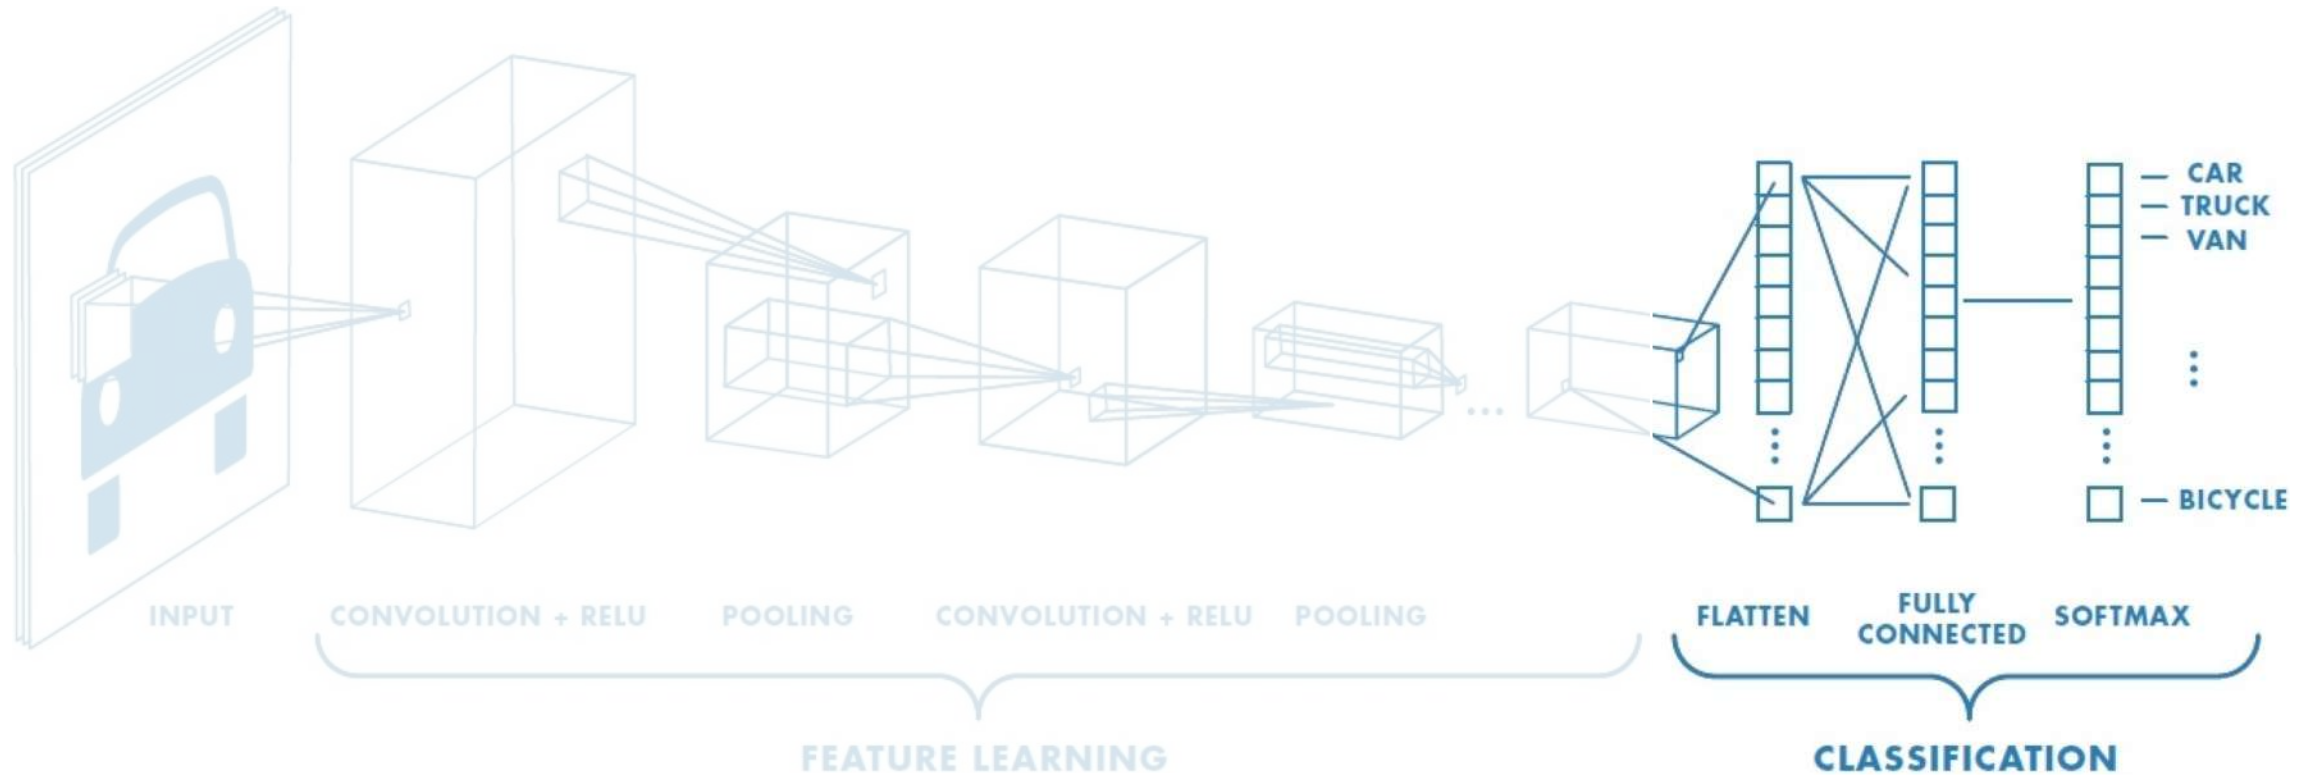 CAR
TRUCK
VAN
BICYCLE
INPUT
CONVOLUTION + RELU
POOLING
CONVOLUTION + RELU
POOLING
FLATTEN
FULLY
CONNECTED
SOFTMAX
FEATURE LEARNING
CLASSIFICATION